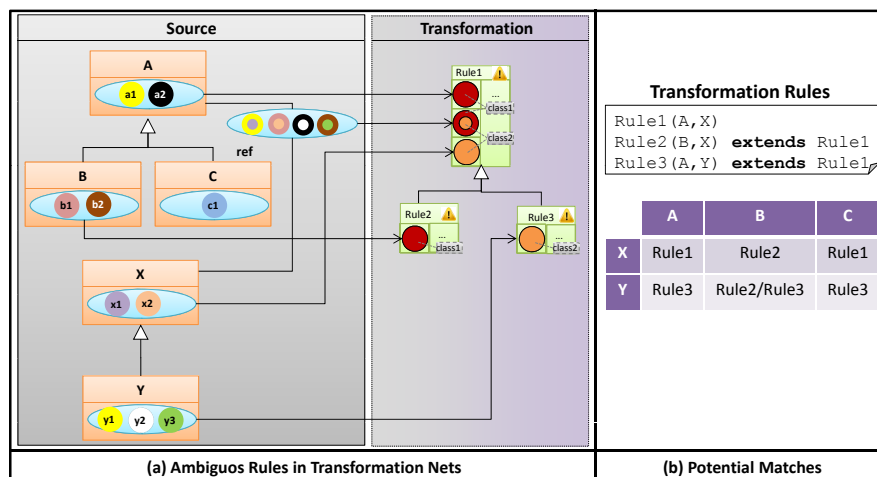 Source
Transformation
A
a1 a2
ref
B
b1 b2
C
c1
X
x1 x2
Y
y1 y2 y3
Rule1
...
class1
class2
Rule2
...
class1
Rule3
...
class2
(a) Ambiguos Rules in Transformation Nets
Transformation Rules
Rule1(A,X)
Rule2(B,X) extends Rule1
Rule3(A,Y) extends Rule1
A B C
X Rule1 Rule2 Rule1
Y Rule3 Rule2/Rule3 Rule3
(b) Potential Matches